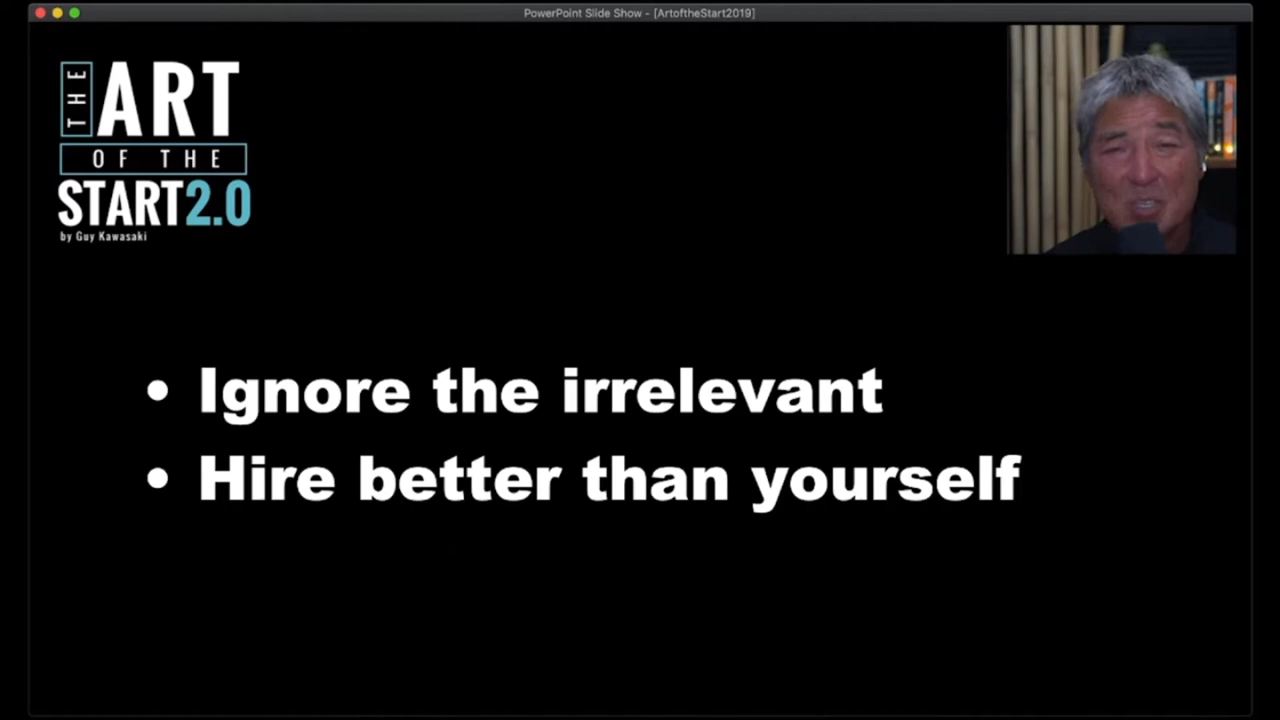 PowerPoint Slide Show - [ArtoftheStart2019]
THE ART
OF THE
START2.0
by Guy Kawasaki
• Ignore the irrelevant
• Hire better than yourself